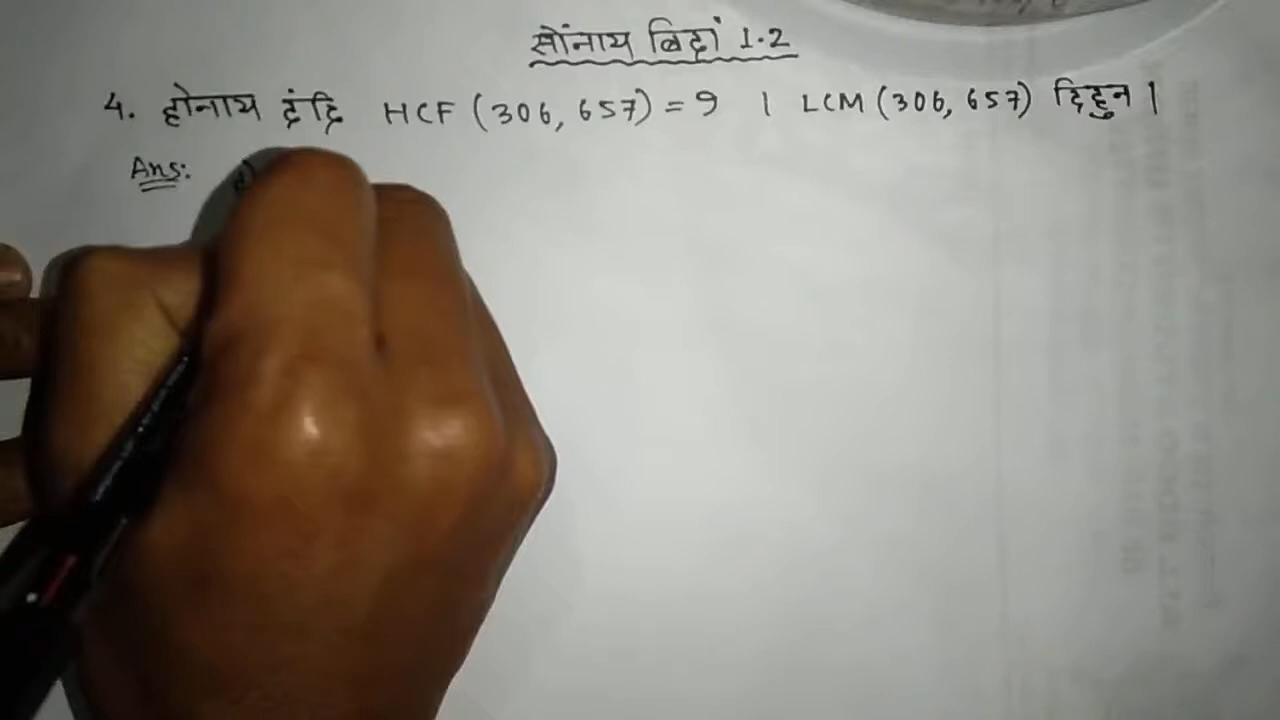 सोंनाय बिदां 1.2
4. होनाय दंदि HCF (306, 657) = 9 । LCM (306, 657) दिहुन ।
Ans: